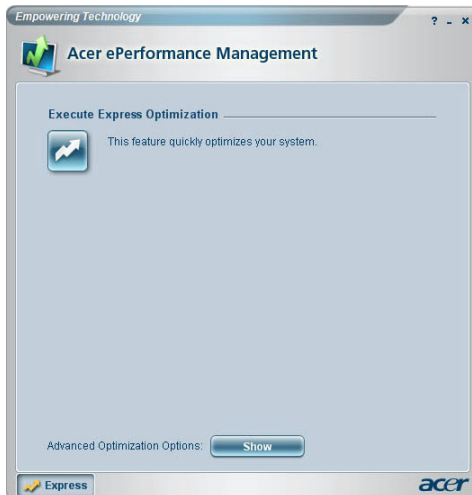 Empowering Technology
? - x
Acer ePerformance Management
Execute Express Optimization
This feature quickly optimizes your system.
Advanced Optimization Options: Show
Express
acer